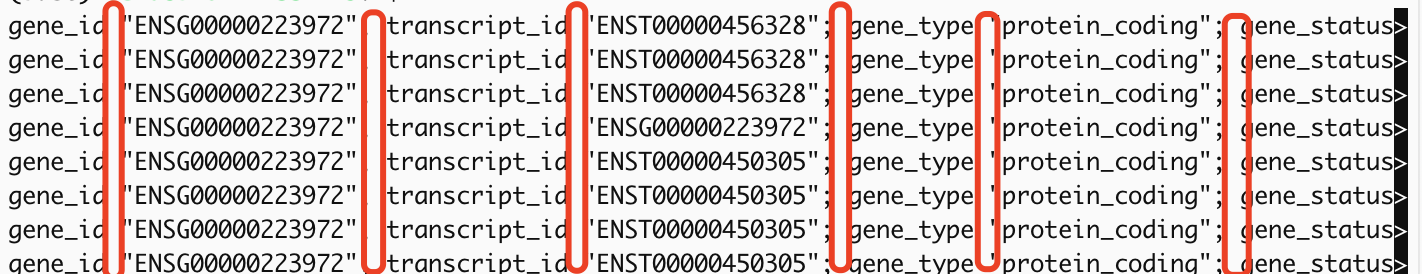 gene_id "ENSG00000223972" transcript_id "ENST00000456328"; gene_type "protein_coding"; gene_status>
gene_id "ENSG00000223972" transcript_id "ENST00000456328"; gene_type "protein_coding"; gene_status>
gene_id "ENSG00000223972" transcript_id "ENST00000456328"; gene_type "protein_coding"; gene_status>
gene_id "ENSG00000223972" transcript_id "ENSG00000223972"; gene_type "protein_coding"; gene_status>
gene_id "ENSG00000223972" transcript_id "ENST00000450305"; gene_type "protein_coding"; gene_status>
gene_id "ENSG00000223972" transcript_id "ENST00000450305"; gene_type "protein_coding"; gene_status>
gene_id "ENSG00000223972" transcript_id "ENST00000450305"; gene_type "protein_coding"; gene_status>
gene_id "ENSG00000223972" transcript_id "ENST00000450305"; gene_type "protein_coding"; gene_status>